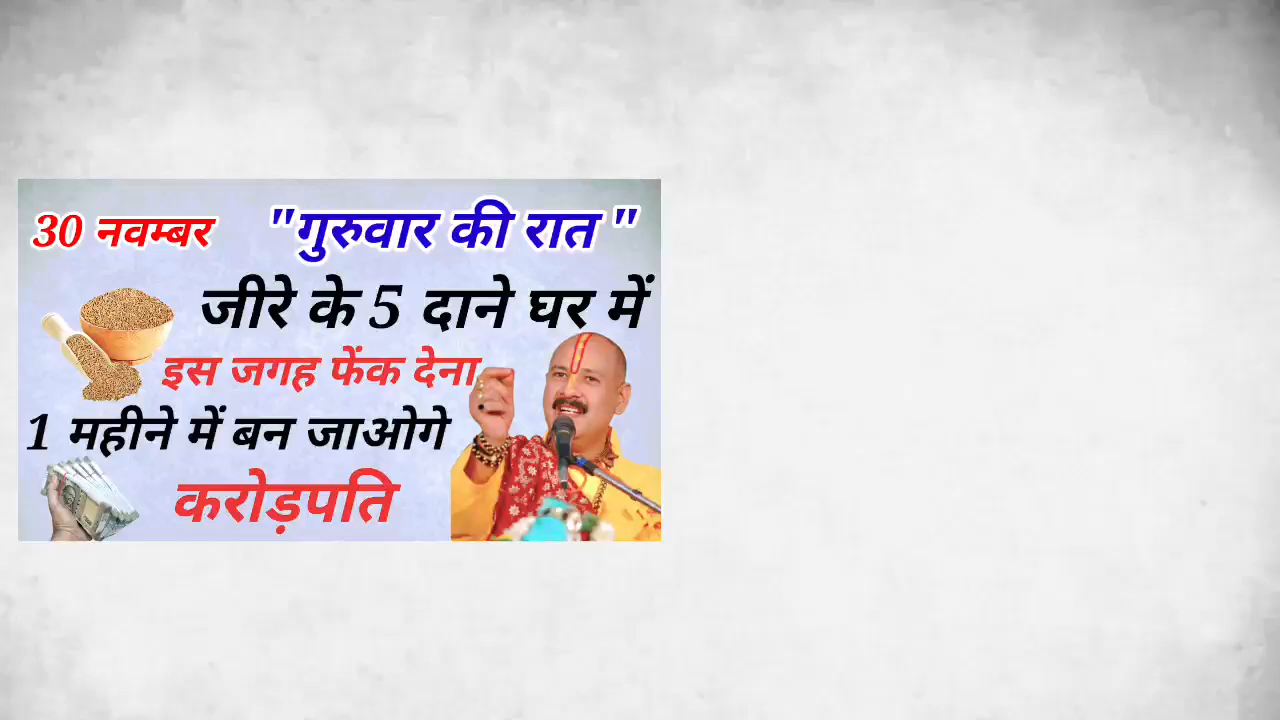 30 नवम्बर "गुरुवार की रात "
जीरे के 5 दाने घर में
इस जगह फेंक देना
1 महीने में बन जाओगे
करोड़पति